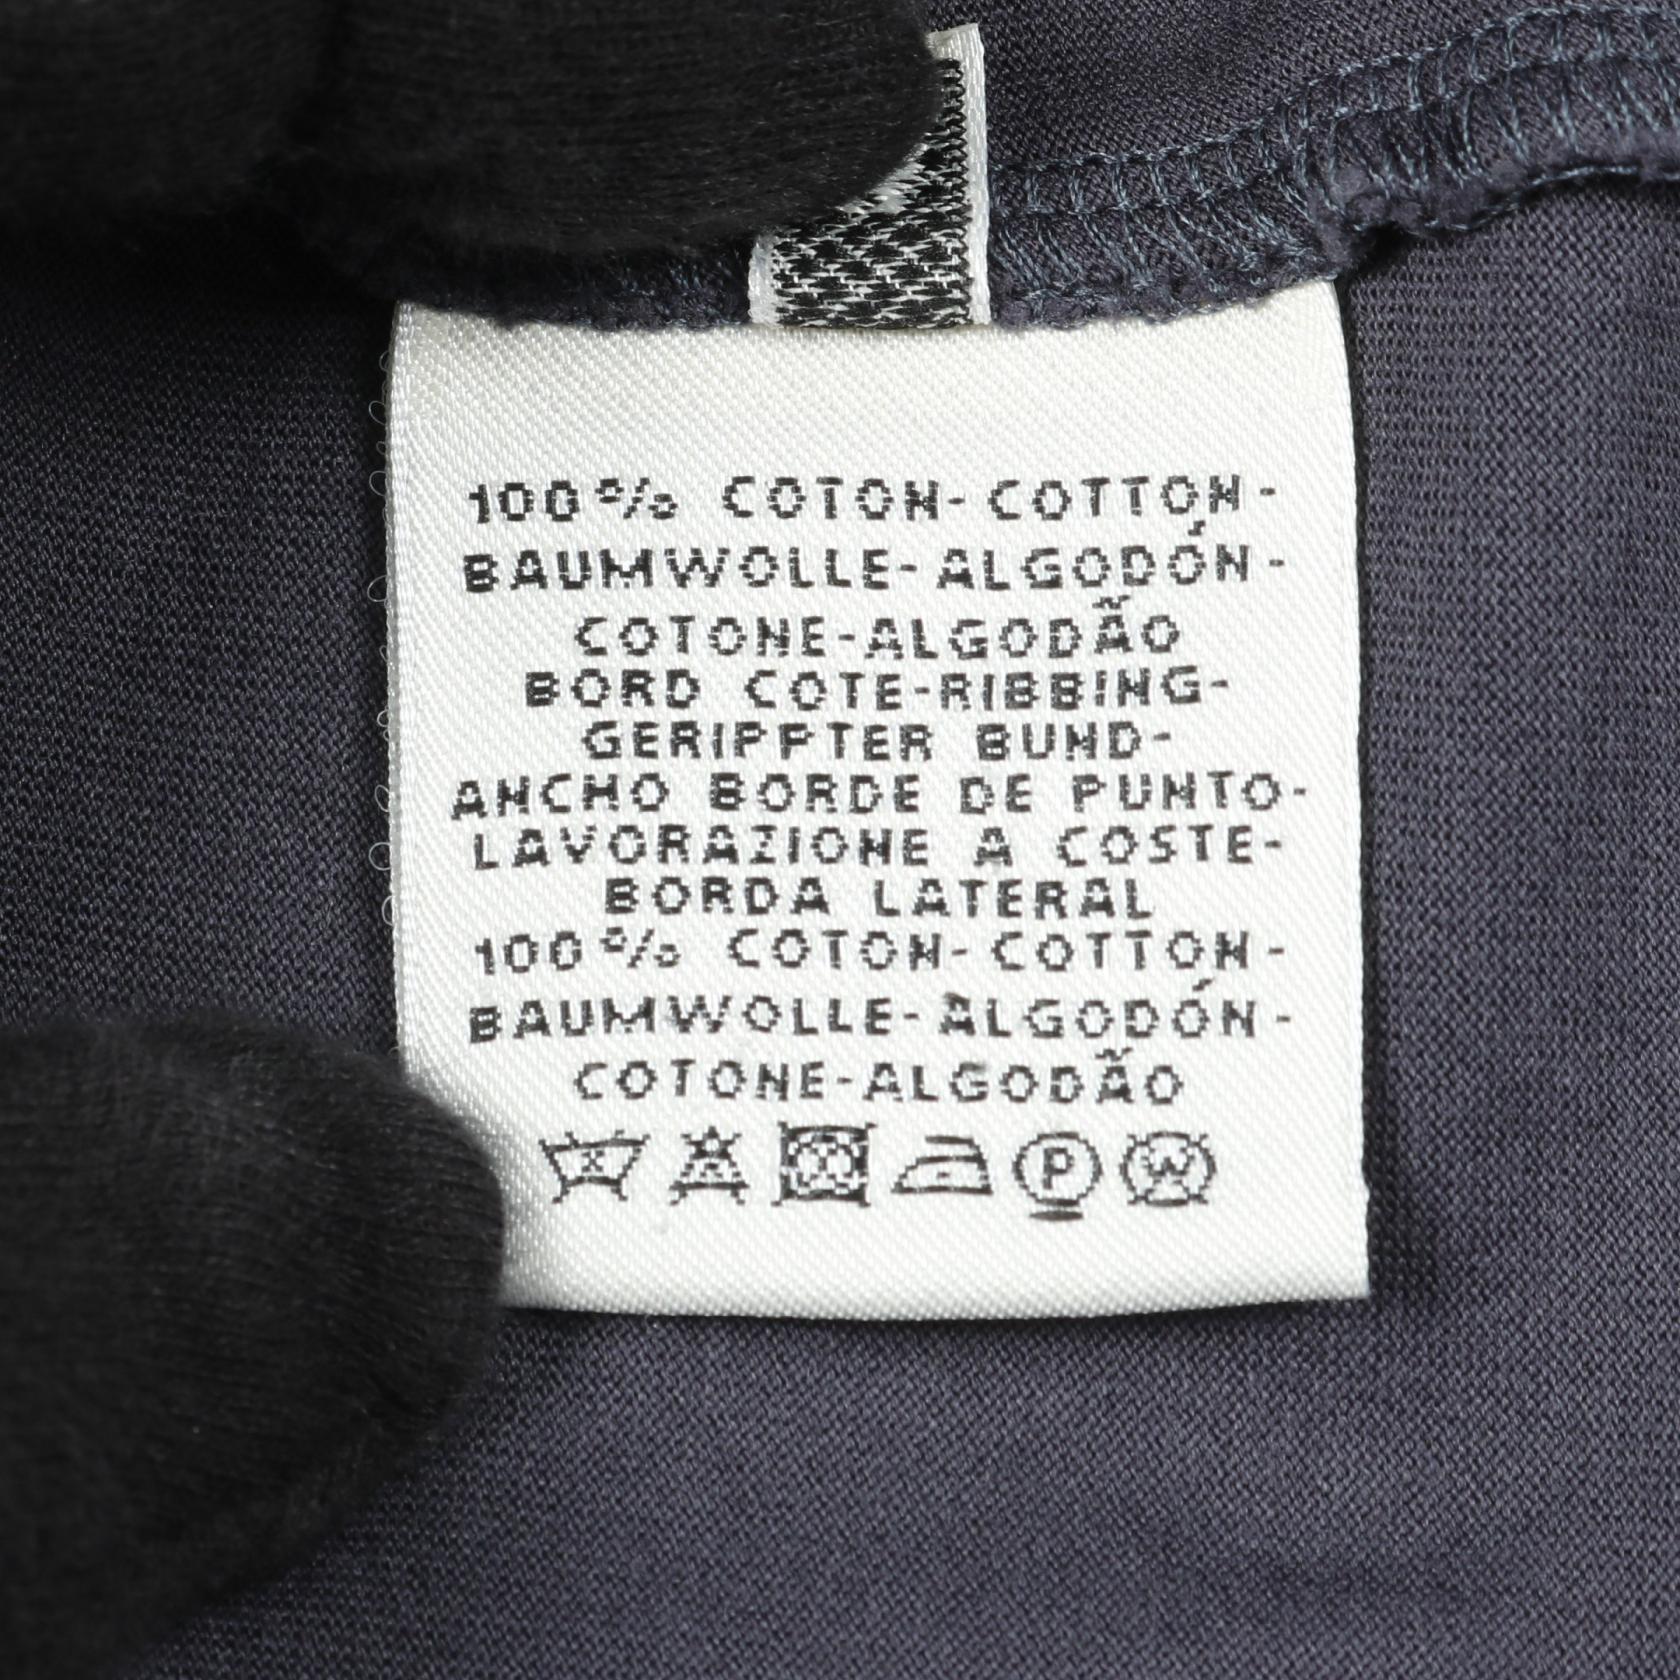 100% COTON-COTTON-
BAUMWOLLE-ALGODÓN-
COTONE-ALGODÃO
BORD COTE-RIBBING-
GERIPPTER BUND-
ANCHO BORDE DE PUNTO-
LAVORAZIONE A COSTE-
BORDA LATERAL
100% COTON-COTTON-
BAUMWOLLE-ALGODÓN-
COTONE-ALGODÃO
P W